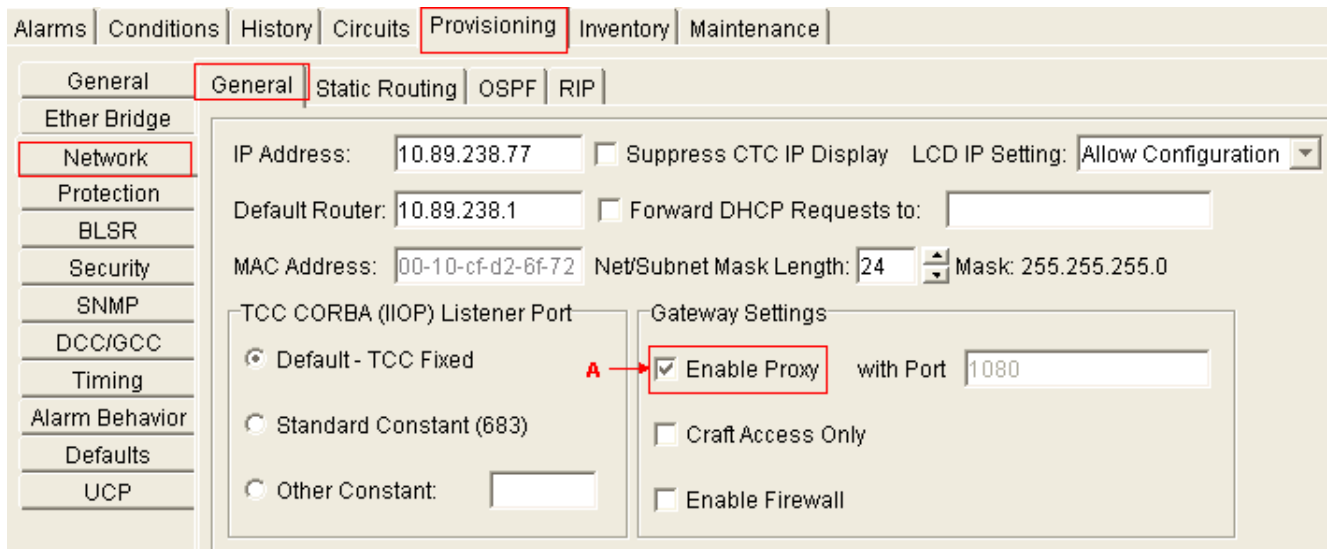 Alarms Conditions History Circuits Provisioning Inventory Maintenance
General
Ether Bridge
Network
Protection
BLSR
Security
SNMP
DCC/GCC
Timing
Alarm Behavior
Defaults
UCP
General Static Routing OSPF RIP
IP Address: 10.89.238.77 Suppress CTC IP Display LCD IP Setting: Allow Configuration
Default Router: 10.89.238.1 Forward DHCP Requests to:
MAC Address: 00-10-cf-d2-6f-72 Net/Subnet Mask Length: 24 Mask: 255.255.255.0
TCC CORBA (IIOP) Listener Port
Default - TCC Fixed
Standard Constant (683)
Other Constant:
Gateway Settings
A Enable Proxy with Port 1080
Craft Access Only
Enable Firewall